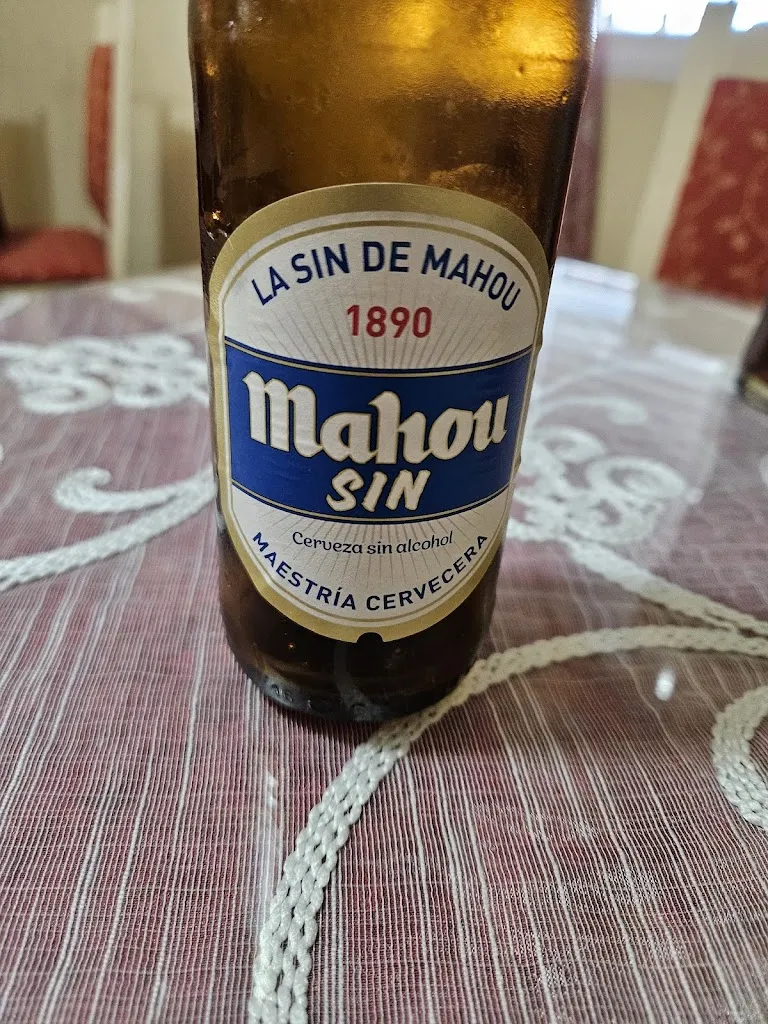 LA SIN DE MAHOU
1890
Mahou
SIN
Cerveza sin alcohol
MAESTRÍA CERVECERA